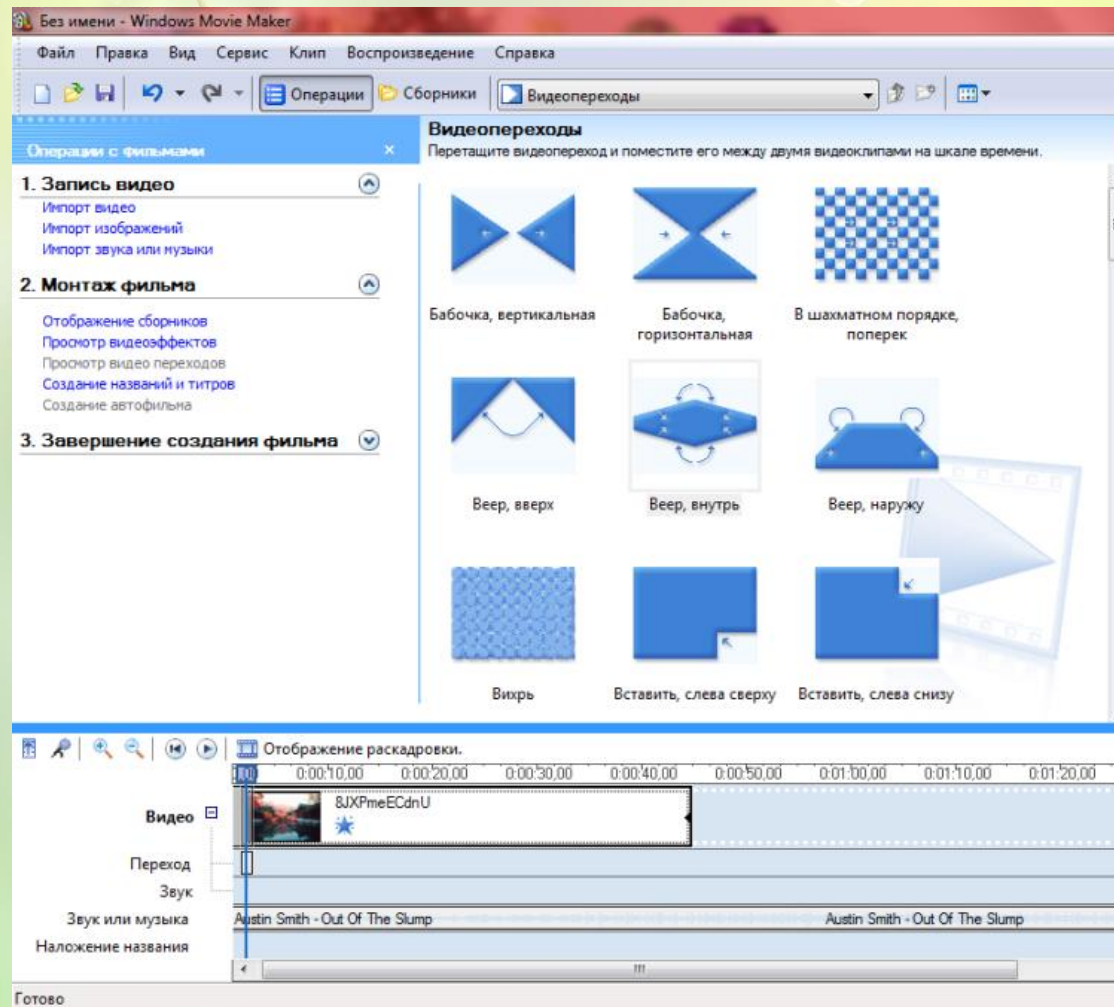 Без имени - Windows Movie Maker
Файл Правка Вид Сервис Клип Воспроизведение Справка
Операции Сборники Видеопереходы
Операции с фильмами
Видеопереходы
Перетащите видеопереход и поместите его между двумя видеоклипами на шкале времени.
1. Запись видео
Импорт видео
Импорт изображений
Импорт звука или музыки
2. Монтаж фильма
Отображение сборников
Просмотр видеоэффектов
Просмотр видео переходов
Создание названий и титров
Создание автофильма
3. Завершение создания фильма
Бабочка, вертикальная
Бабочка,
горизонтальная
В шахматном порядке,
поперек
Веер, вверх
Веер, внутрь
Веер, наружу
Вихрь
Вставить, слева сверху
Вставить, слева снизу
Отображение раскадровки.
0:00:10,00 0:00:20,00 0:00:30,00 0:00:40,00 0:00:50,00 0:01:00,00 0:01:10,00 0:01:20,00
Видео
8JXPmeECdnU
Переход
Звук
Звук или музыка
Austin Smith - Out Of The Slump Austin Smith - Out Of The Slump
Наложение названия
Готово